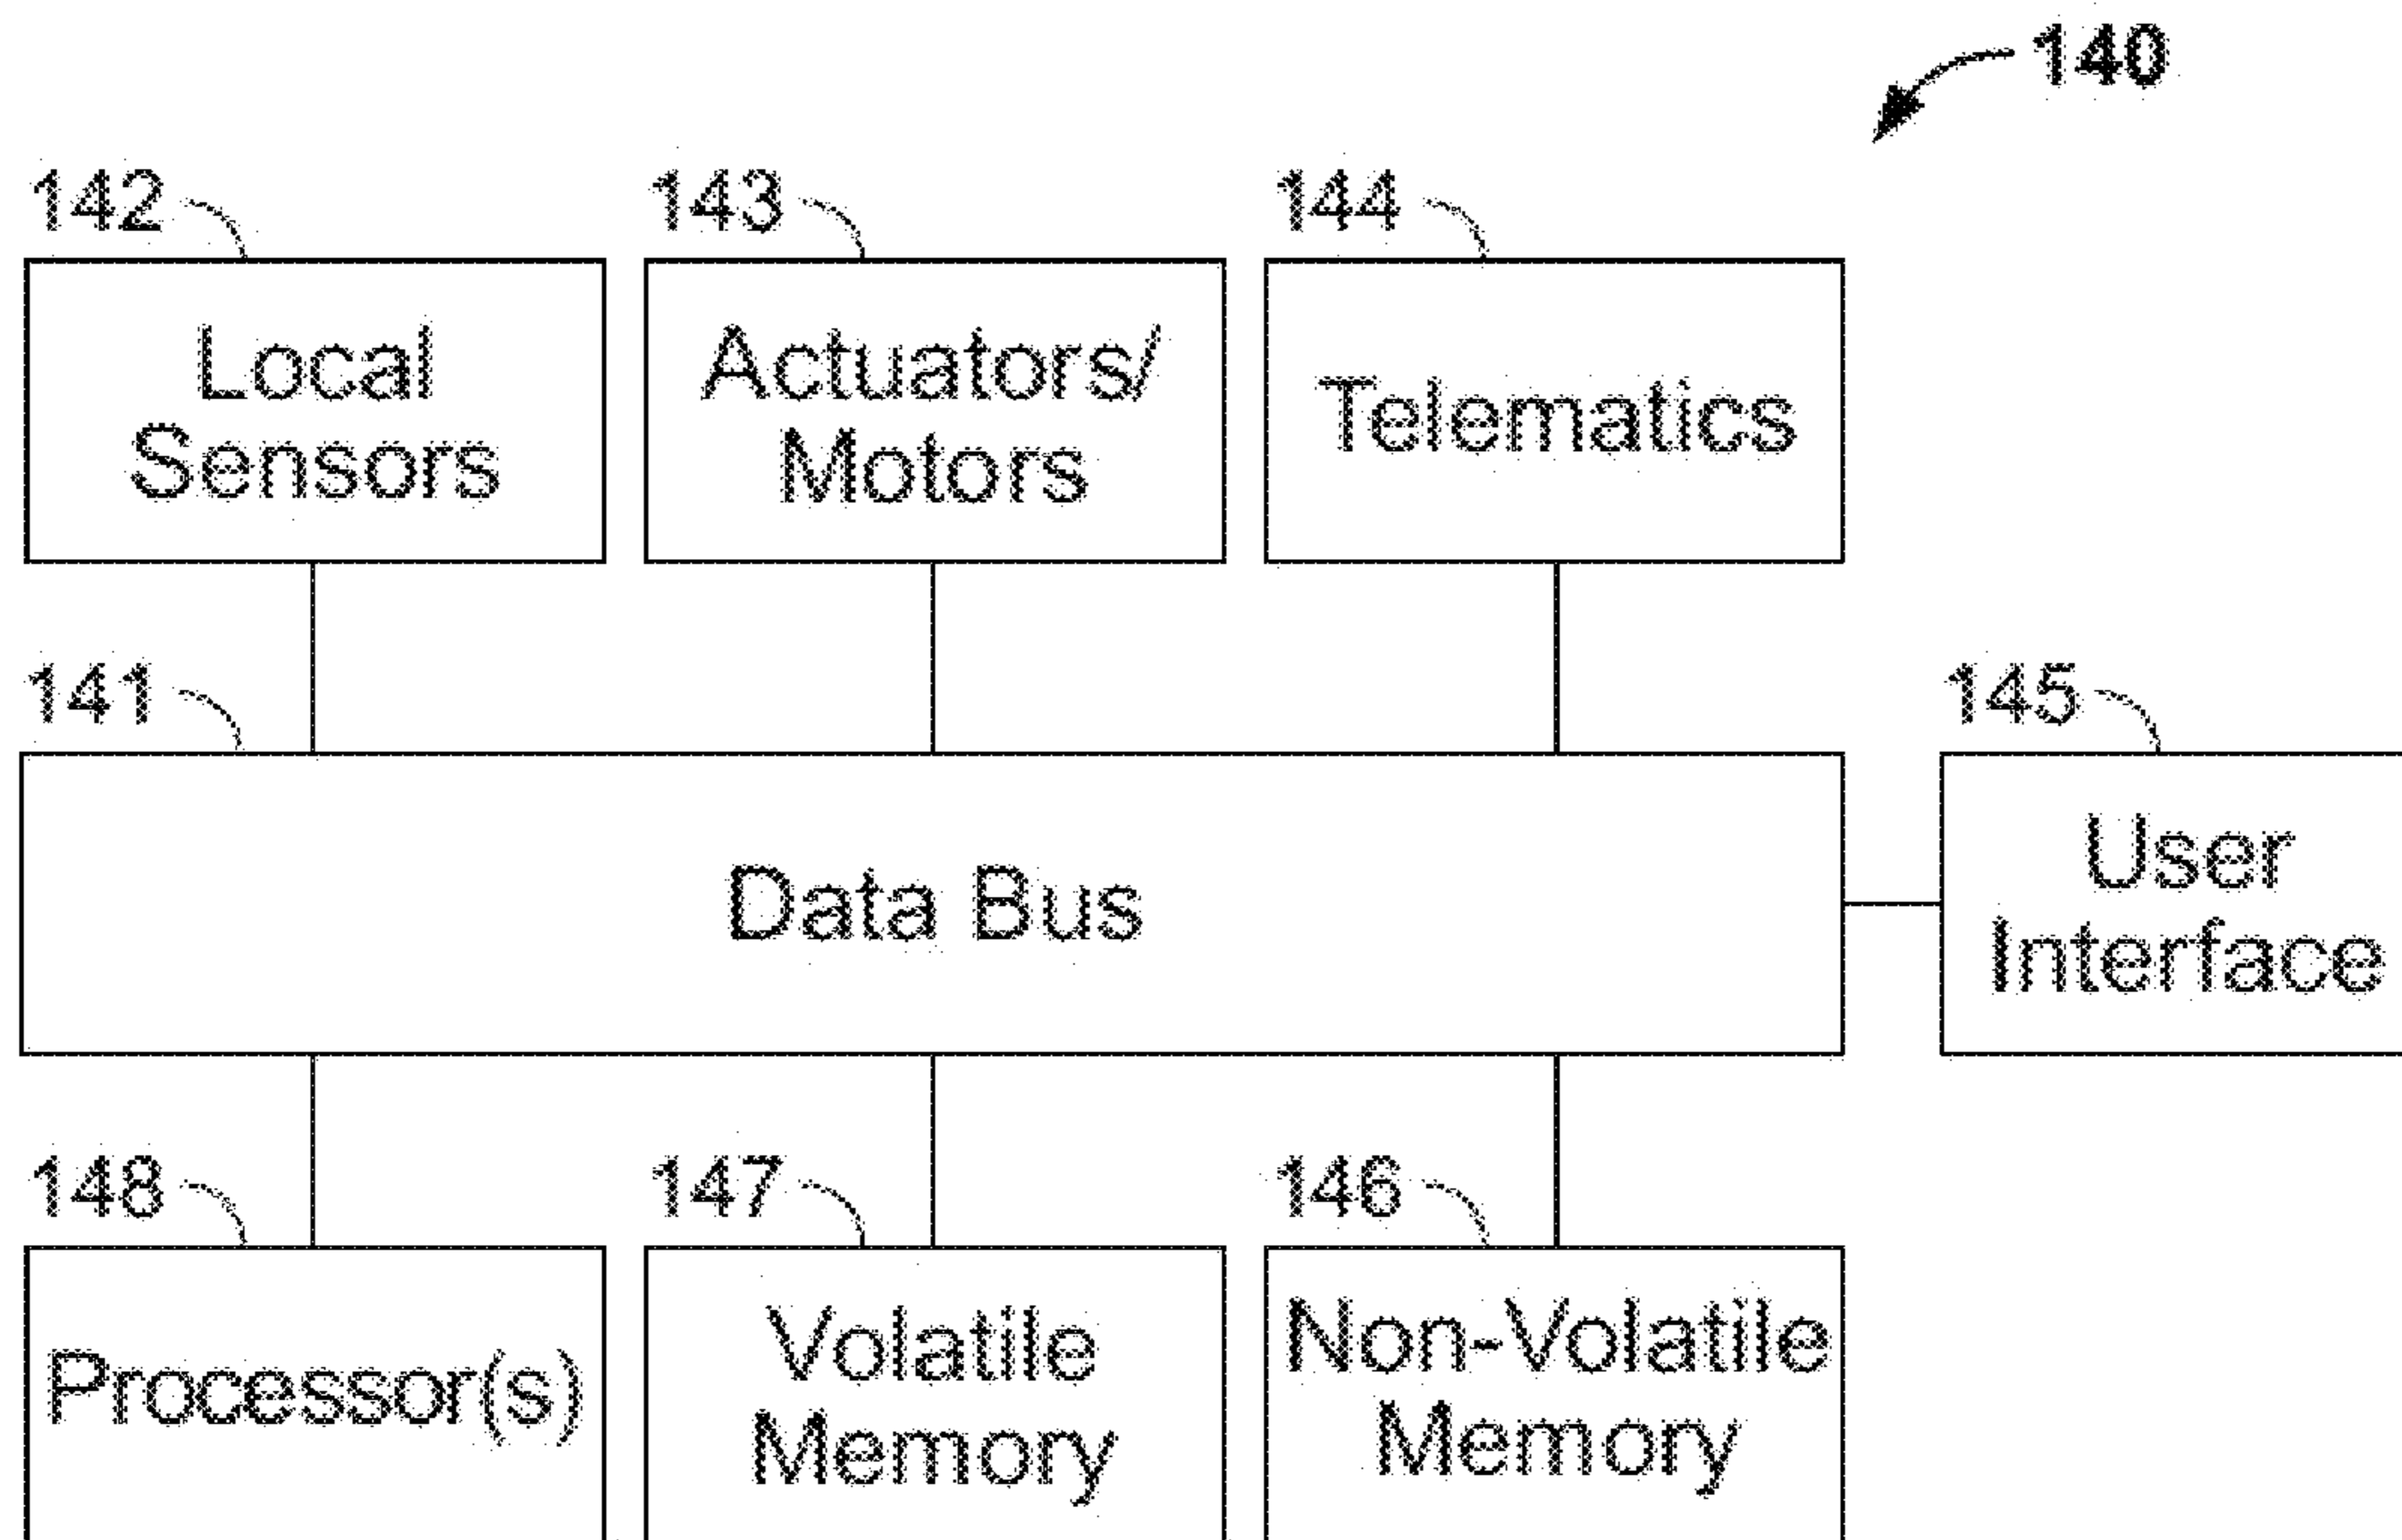 140
142
143
144
Local
Sensors
Actuators/
Motors
Telematics
141
145
Data Bus
User
Interface
148
147
146
Processor(s)
Volatile
Memory
Non-Volatile
Memory